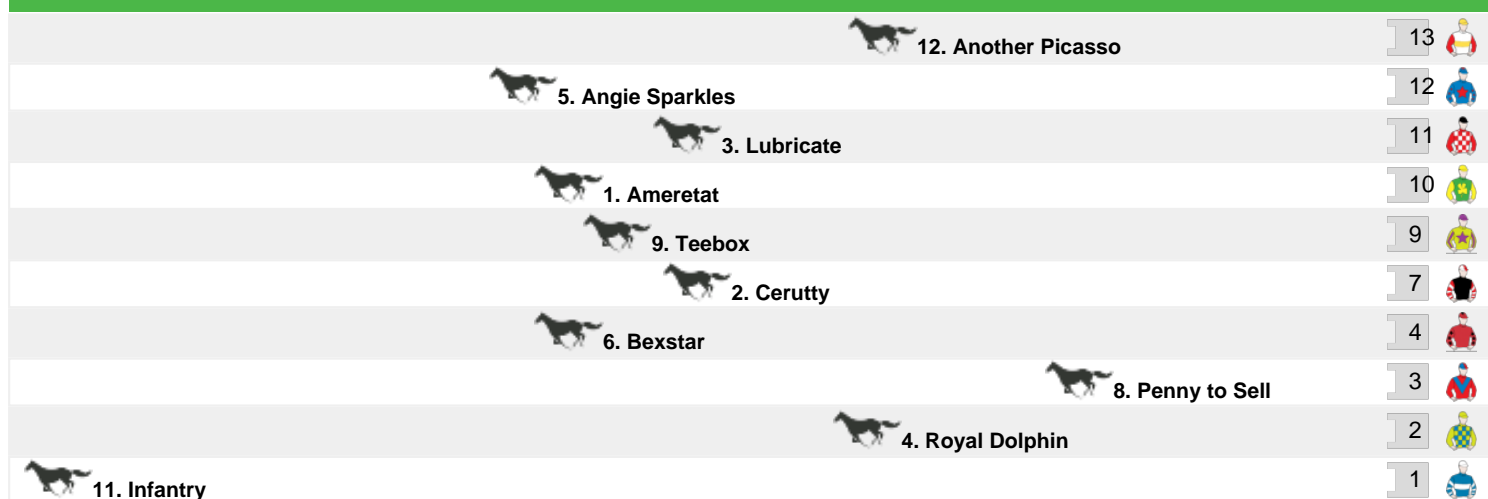 12. Another Picasso 13
5. Angie Sparkles 12
3. Lubricate 11
1. Ameretat 10
9. Teebox 9
2. Cerutty 7
6. Bexstar 4
8. Penny to Sell 3
4. Royal Dolphin 2
11. Infantry 1